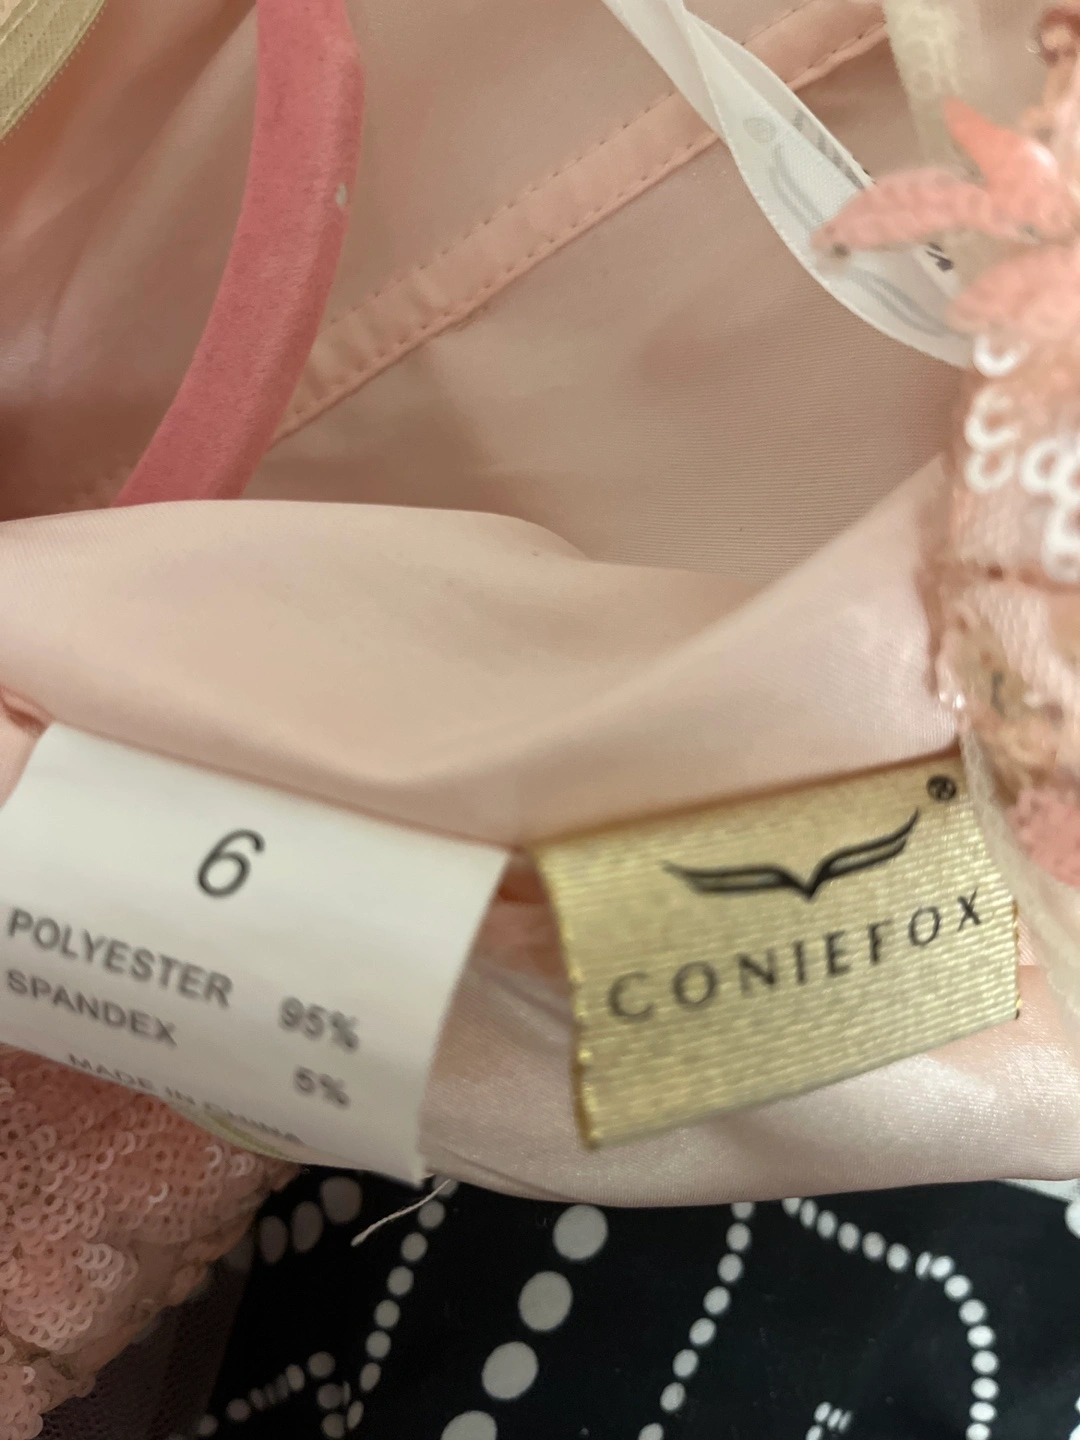 6
POLYESTER 95%
SPANDEX 5%
MADE IN CHINA
®
CONIEFOX